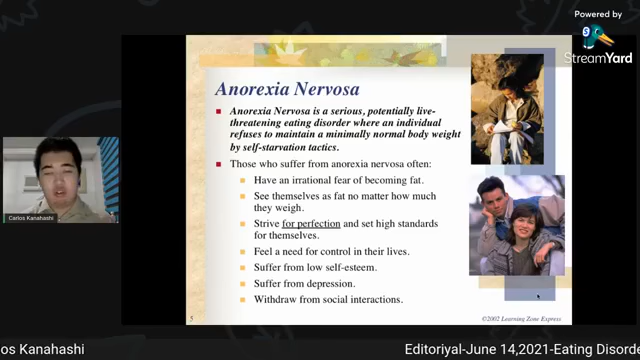 Powered by
StreamYard
Anorexia Nervosa
Anorexia Nervosa is a serious, potentially live-
threatening eating disorder where an individual
refuses to maintain a minimally normal body weight
by self-starvation tactics.
Those who suffer from anorexia nervosa often:
Have an irrational fear of becoming fat.
See themselves as fat no matter how much
they weigh.
Strive for perfection and set high standards
for themselves.
Feel a need for control in their lives.
Suffer from low self-esteem.
Suffer from depression.
Withdraw from social interactions.
Carlos Kanahashi
5
©2002 Learning Zone Express
os Kanahashi
Editoriyal-June 14,2021-Eating Disorde